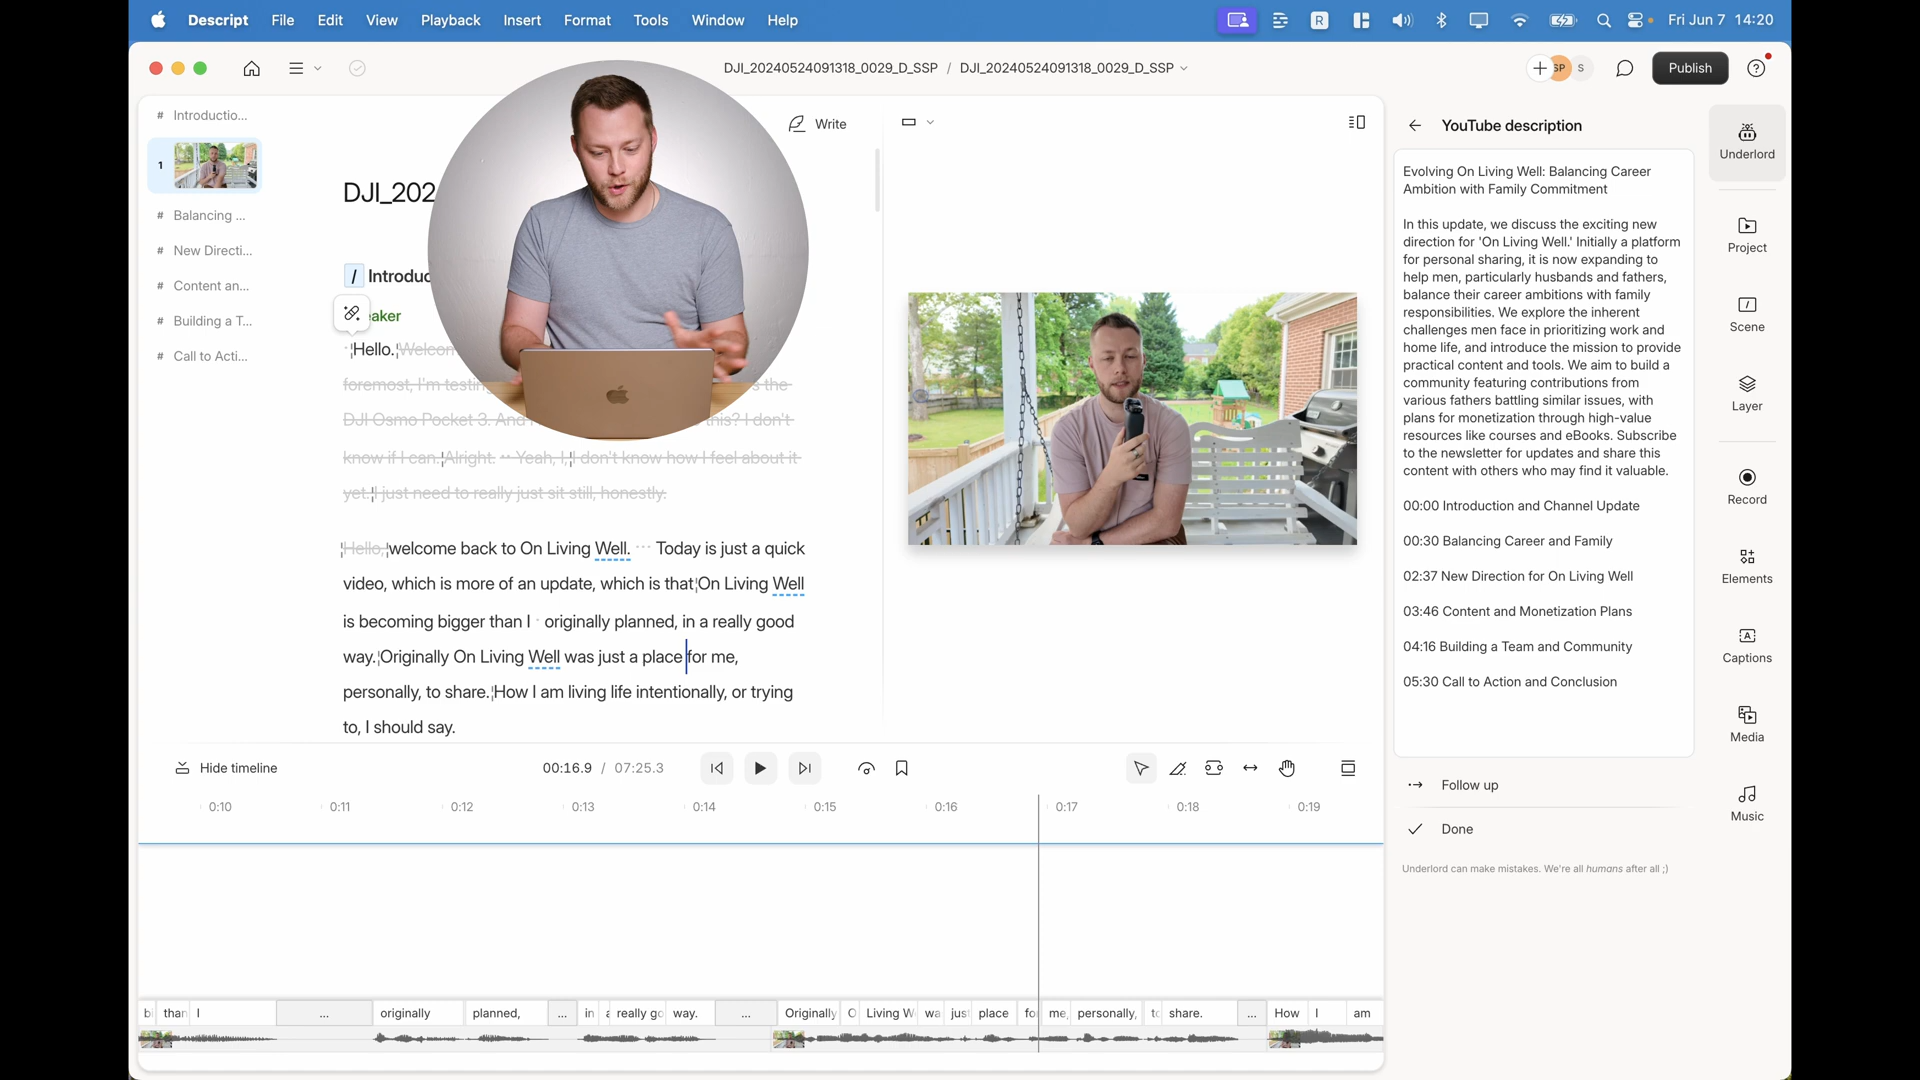 Descript File Edit View Playback Insert Format Tools Window Help
Fri Jun 7 14:20
DJI_20240524091318_0029_D_SSP / DJI_20240524091318_0029_D_SSP
SP S
Publish
# Introductio...
1
# Balancing ...
# New Directi...
# Content an...
# Building a T...
# Call to Acti...
Write
DJI_202
/ Introduc
eaker
Hello. Welcom
foremost, I'm testing s the
DJI Osmo Pocket 3. And this? I don't
know if I can. Alright. ·· Yeah, I, I don't know how I feel about it
yet. I just need to really just sit still, honestly.
Hello, welcome back to On Living Well. ··· Today is just a quick
video, which is more of an update, which is that On Living Well
is becoming bigger than I · originally planned, in a really good
way. Originally On Living Well was just a place for me,
personally, to share. How I am living life intentionally, or trying
to, I should say.
YouTube description
Evolving On Living Well: Balancing Career
Ambition with Family Commitment
In this update, we discuss the exciting new
direction for 'On Living Well.' Initially a platform
for personal sharing, it is now expanding to
help men, particularly husbands and fathers,
balance their career ambitions with family
responsibilities. We explore the inherent
challenges men face in prioritizing work and
home life, and introduce the mission to provide
practical content and tools. We aim to build a
community featuring contributions from
various fathers battling similar issues, with
plans for monetization through high-value
resources like courses and eBooks. Subscribe
to the newsletter for updates and share this
content with others who may find it valuable.
00:00 Introduction and Channel Update
00:30 Balancing Career and Family
02:37 New Direction for On Living Well
03:46 Content and Monetization Plans
04:16 Building a Team and Community
05:30 Call to Action and Conclusion
Follow up
Done
Underlord can make mistakes. We're all humans after all ;)
Underlord
Project
Scene
Layer
Record
Elements
Captions
Media
Music
Hide timeline
00:16.9 / 07:25.3
0:10 0:11 0:12 0:13 0:14 0:15 0:16 0:17 0:18 0:19
bi than I ... originally planned, ... in a really go way. ... Originally O Living W wa just place fo me, personally, to share. ... How I am